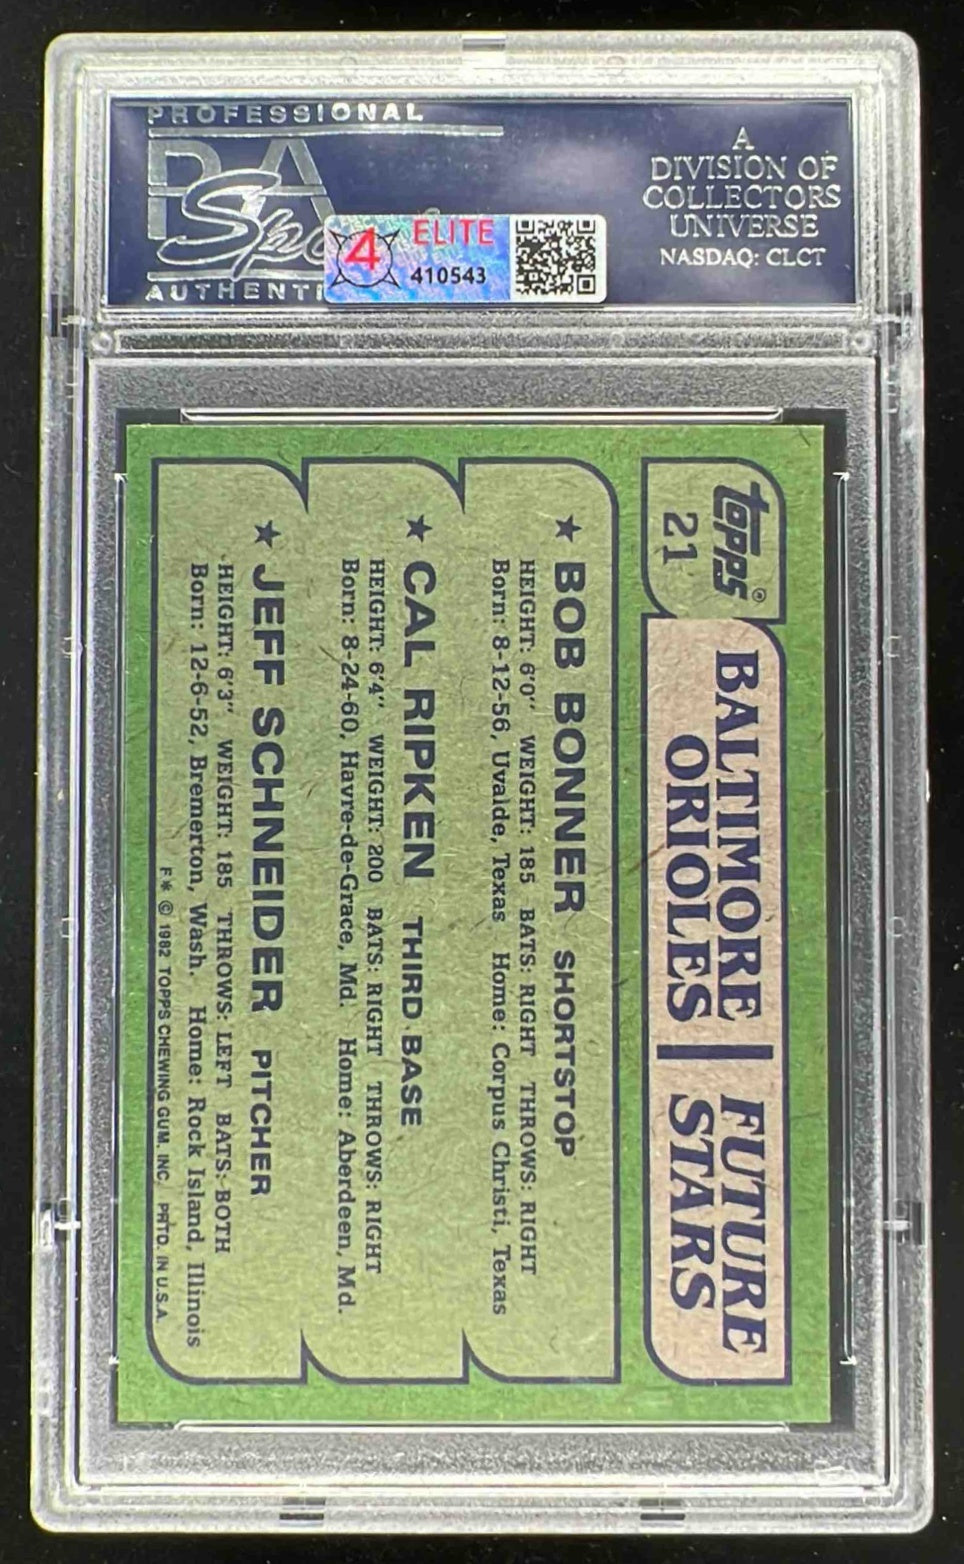 PROFESSIONAL
PSA
Spo
AUTHENTI
A
DIVISION OF
COLLECTORS
UNIVERSE
NASDAQ: CLCT
4
ELITE
410543
topps®
21
BALTIMORE
ORIOLES
FUTURE
STARS
★ BOB BONNER SHORTSTOP
HEIGHT: 6'0" WEIGHT: 185 BATS: RIGHT THROWS: RIGHT
Born: 8-12-56, Uvalde, Texas Home: Corpus Christi, Texas
★ CAL RIPKEN THIRD BASE
HEIGHT: 6'4" WEIGHT: 200 BATS: RIGHT THROWS: RIGHT
Born: 8-24-60, Havre-de-Grace, Md. Home: Aberdeen, Md.
★ JEFF SCHNEIDER PITCHER
HEIGHT: 6'3" WEIGHT: 185 THROWS: LEFT BATS: BOTH
Born: 12-6-52, Bremerton, Wash. Home: Rock Island, Illinois
F✻ © 1982 TOPPS CHEWING GUM, INC. PRTD. IN U.S.A.